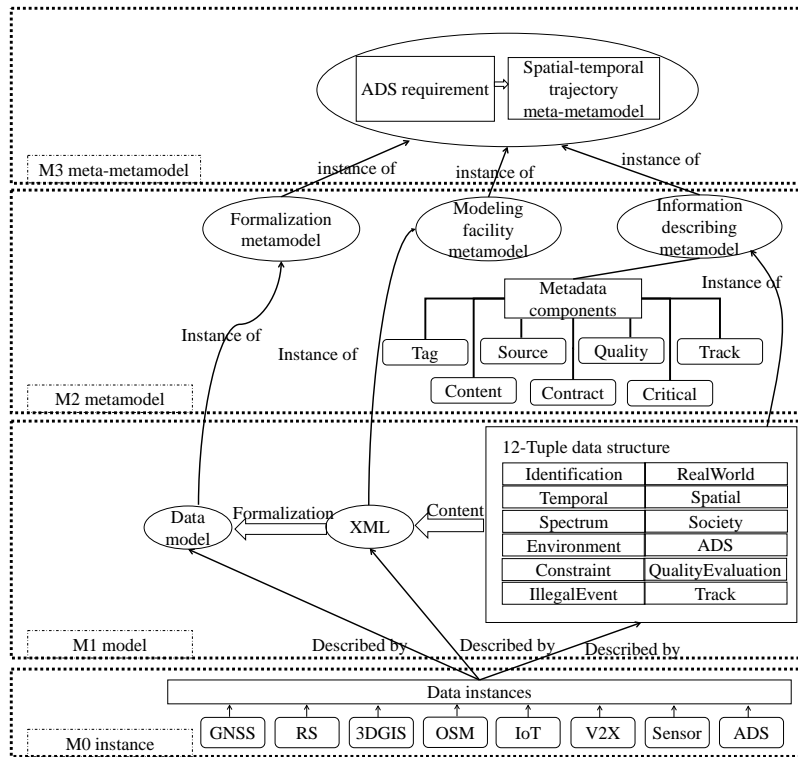 ADS requirement
Spatial-temporal
trajectory
meta-metamodel
M3 meta-metamodel
instance of
instance of
instance of
Formalization
metamodel
Modeling
facility
metamodel
Information
describing
metamodel
Instance of
Instance of
Instance of
Metadata
components
Tag
Source
Quality
Track
Content
Contract
Critical
M2 metamodel
12-Tuple data structure
Identification
RealWorld
Temporal
Spatial
Spectrum
Society
Environment
ADS
Constraint
QualityEvaluation
IllegalEvent
Track
Data
model
Formalization
XML
Content
M1 model
Described by
Described by
Described by
Data instances
GNSS
RS
3DGIS
OSM
IoT
V2X
Sensor
ADS
M0 instance